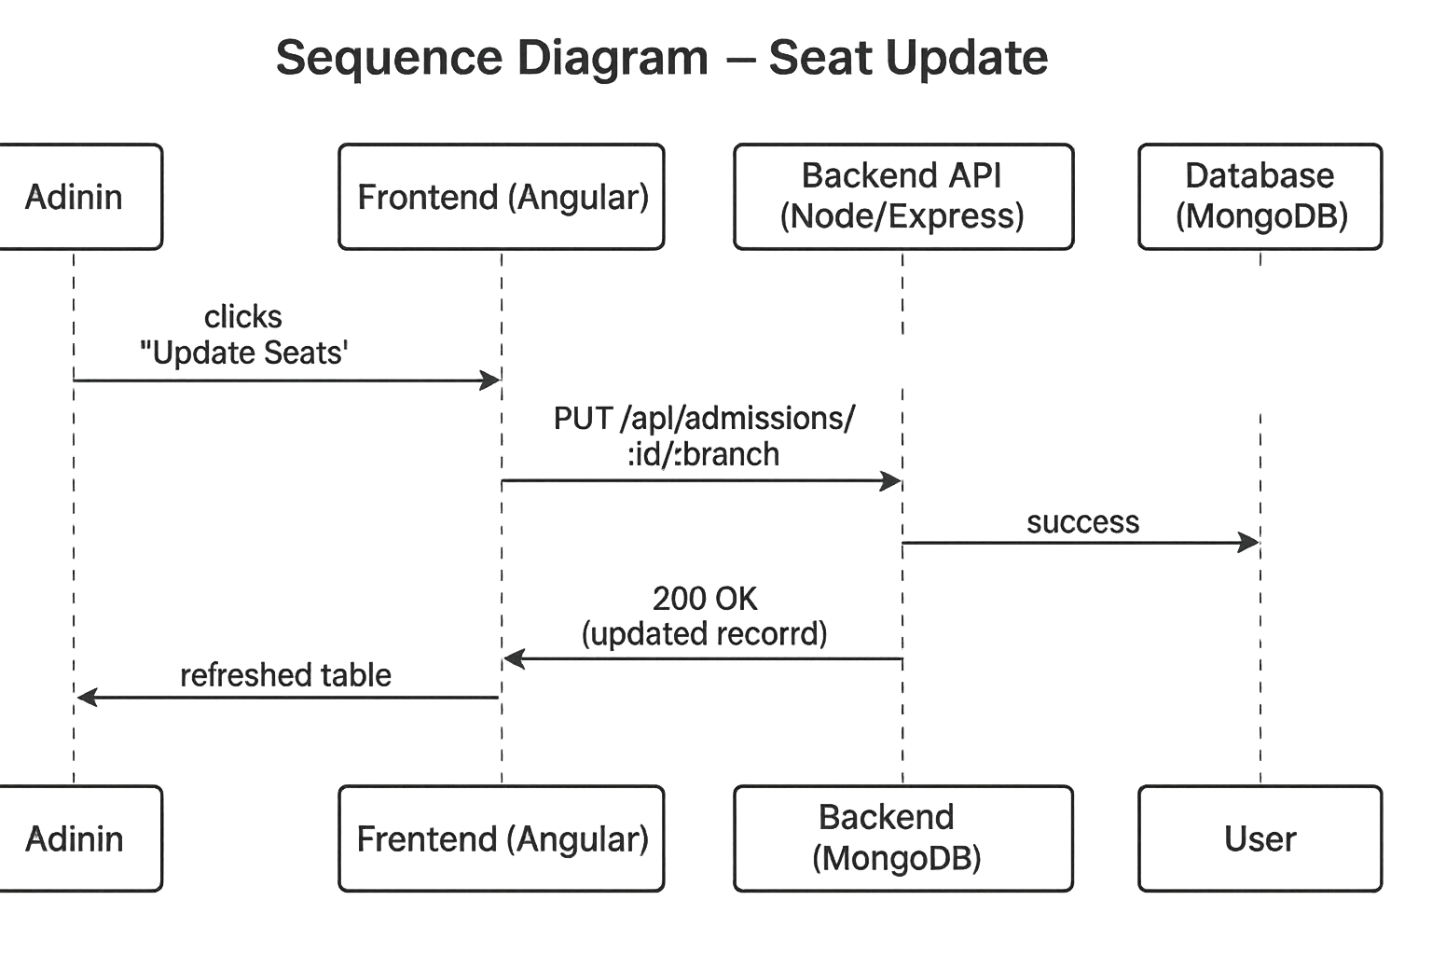 Sequence Diagram – Seat Update
Adinin
Frontend (Angular)
Backend API
(Node/Express)
Database
(MongoDB)
clicks
"Update Seats'
PUT /apl/admissions/
:id/:branch
success
200 OK
(updated recorrd)
refreshed table
Adinin
Frentend (Angular)
Backend
(MongoDB)
User